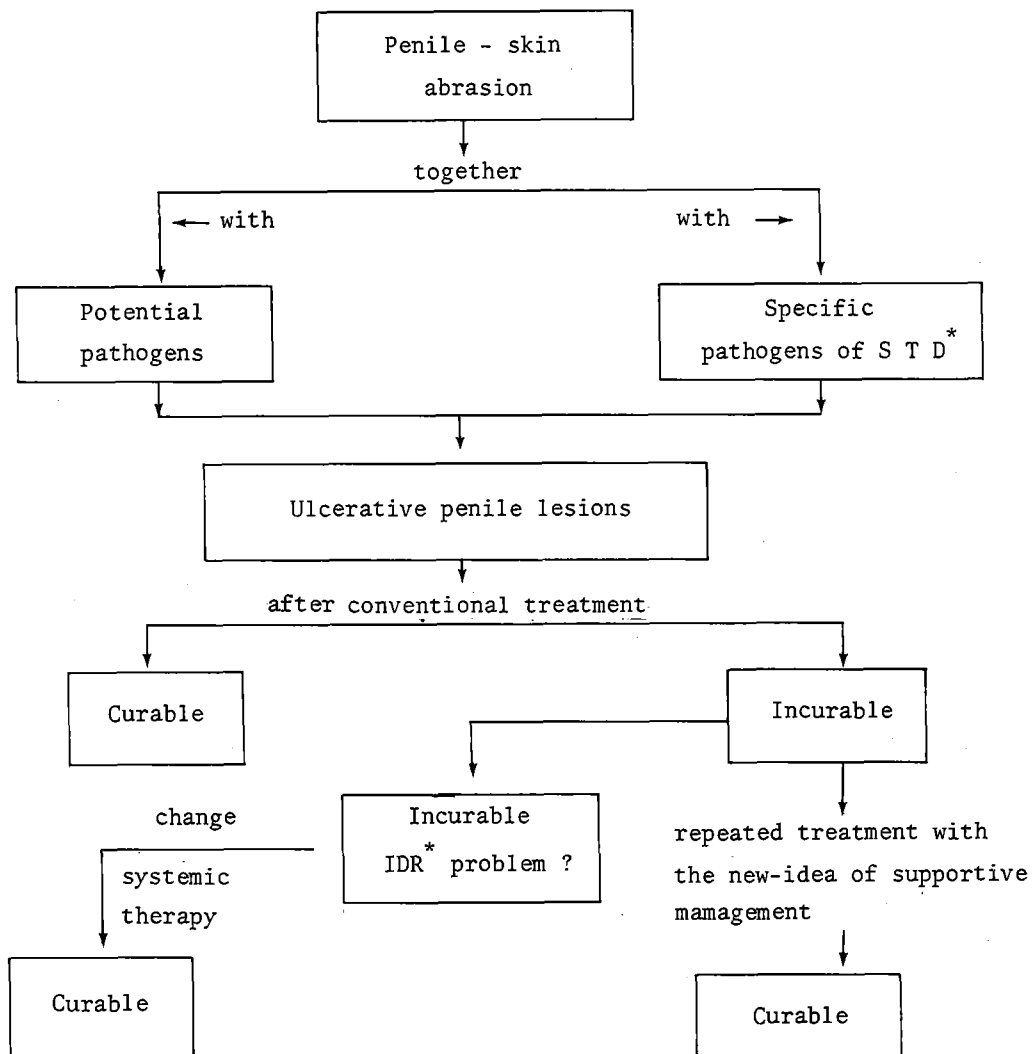 Penile - skin
abrasion
together
with
with
Potential
pathogens
Specific
pathogens of S T D*
Ulcerative penile lesions
after conventional treatment
Curable
Incurable
change
systemic
therapy
Incurable
IDR* problem ?
repeated treatment with
the new-idea of supportive
mamagement
Curable
Curable